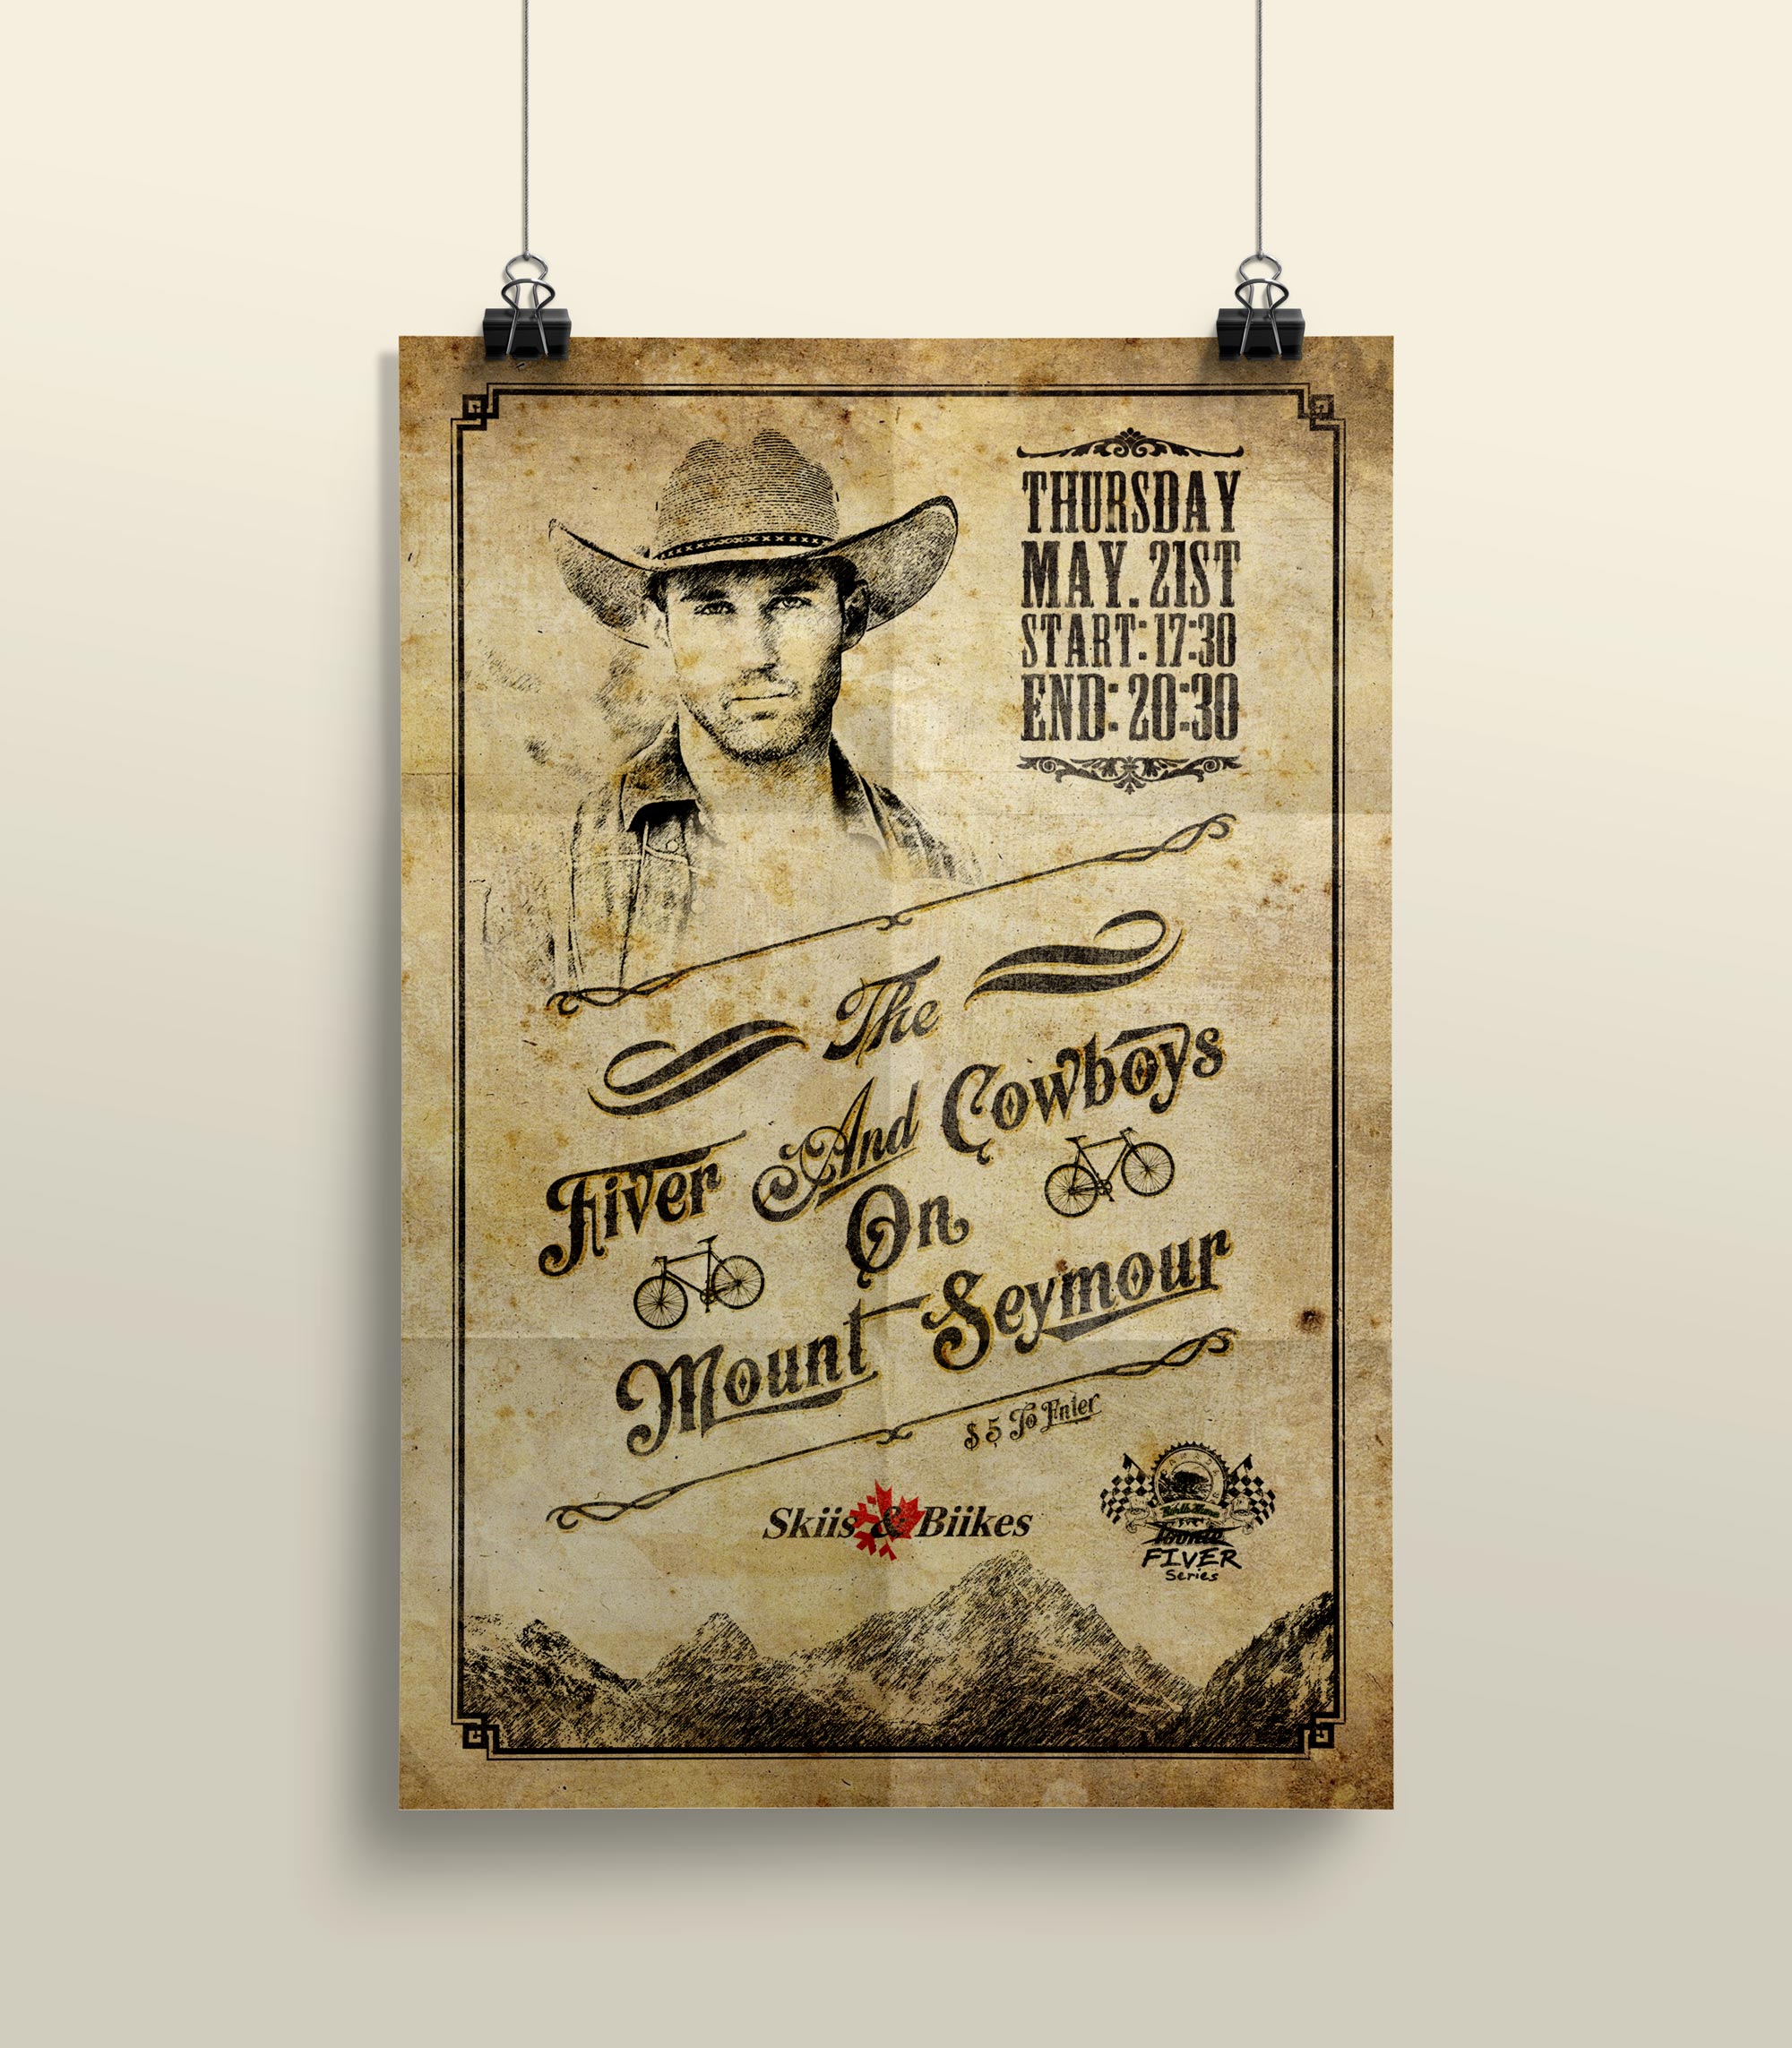 THURSDAY
MAY. 21ST
START: 17:30
END: 20:30
The
Fiver And Cowboys
On
Mount Seymour
$5 To Enter
Skiis & Biikes
Toonie
FIVER
Series